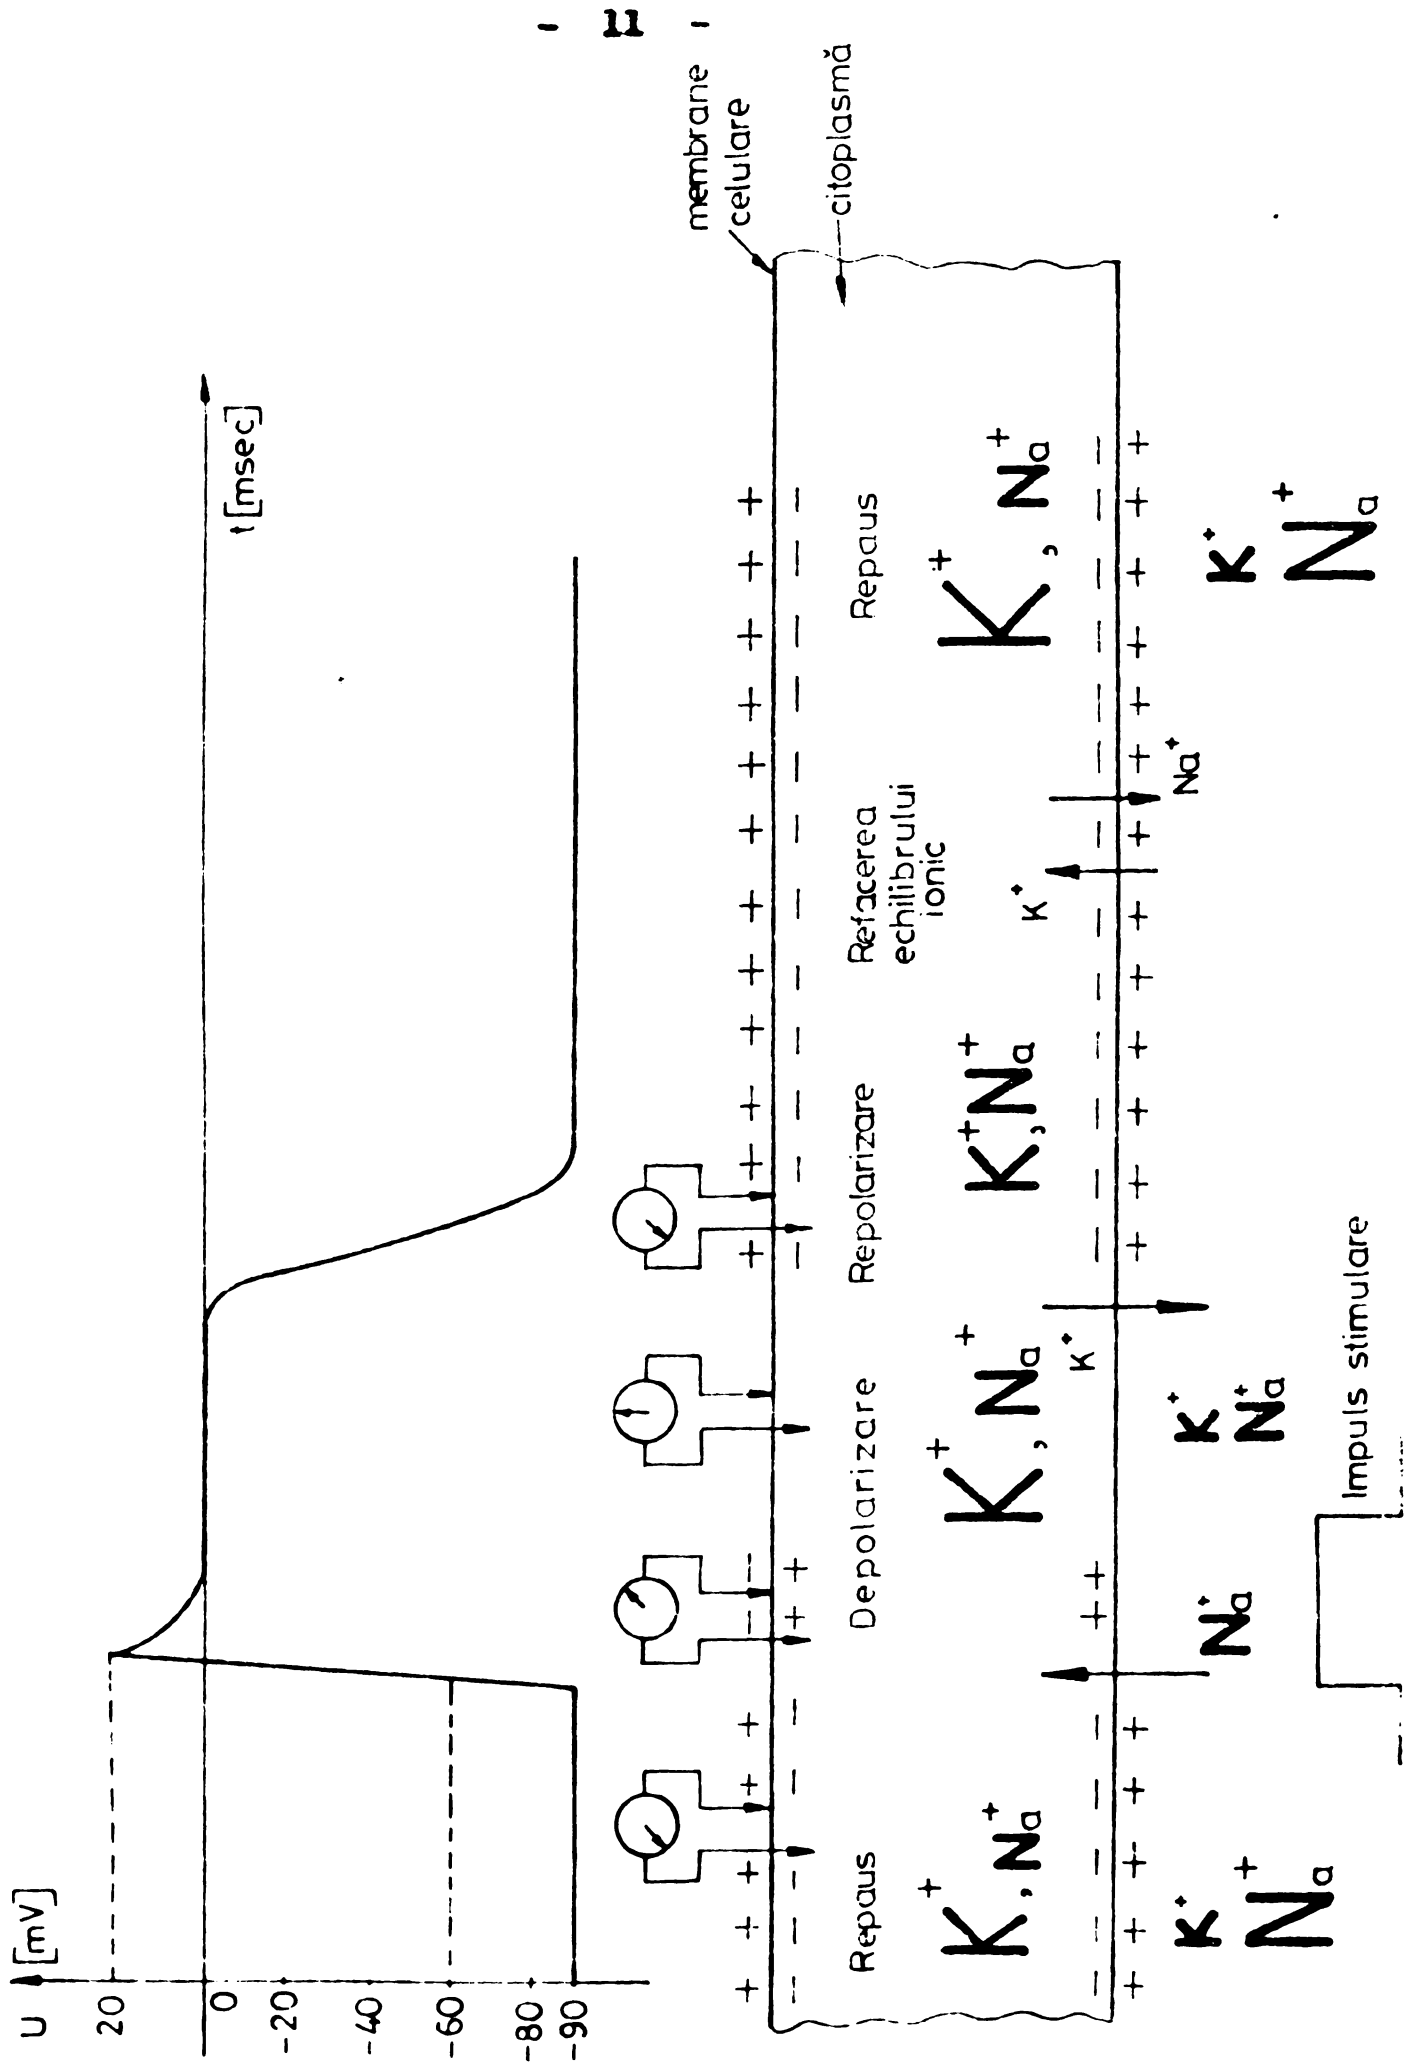 - 11 -
U [mV]
20
0
-20
-40
-60
-80
-90
t [msec]
membrane
celulare
citoplasmă
Repaus
Depolarizare
Repolarizare
Refacerea
echilibrului
ionic
Repaus
K⁺, Na⁺
K⁺, Na⁺
K⁺, Na⁺
K⁺, Na⁺
K⁺
K⁺
Na⁺
K⁺
Na⁺
Na⁺
K⁺
Na⁺
K⁺
Na⁺
Impuls stimulare